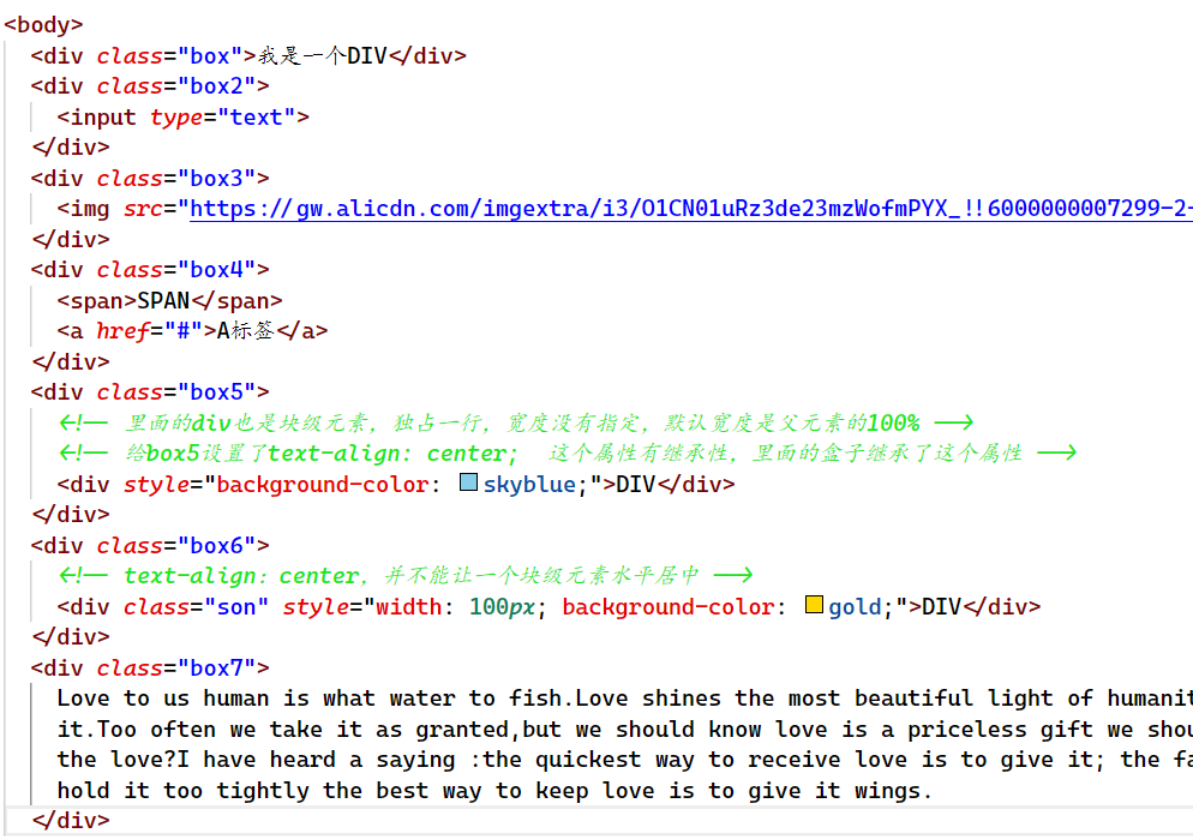 <body>
<div class="box">我是一个DIV</div>
<div class="box2">
<input type="text">
</div>
<div class="box3">
<img src="https://gw.alicdn.com/imgextra/i3/O1CN01uRz3de23mzWofmPYX_!!6000000007299-2-
</div>
<div class="box4">
<span>SPAN</span>
<a href="#">A标签</a>
</div>
<div class="box5">
<!-- 里面的div也是块级元素, 独占一行, 宽度没有指定, 默认宽度是父元素的100% -->
<!-- 给box5设置了text-align: center;  这个属性有继承性, 里面的盒子继承了这个属性 -->
<div style="background-color: skyblue;">DIV</div>
</div>
<div class="box6">
<!-- text-align: center, 并不能让一个块级元素水平居中 -->
<div class="son" style="width: 100px; background-color: gold;">DIV</div>
</div>
<div class="box7">
Love to us human is what water to fish.Love shines the most beautiful light of humanit
it.Too often we take it as granted,but we should know love is a priceless gift we shou
the love?I have heard a saying :the quickest way to receive love is to give it; the fa
hold it too tightly the best way to keep love is to give it wings.
</div>